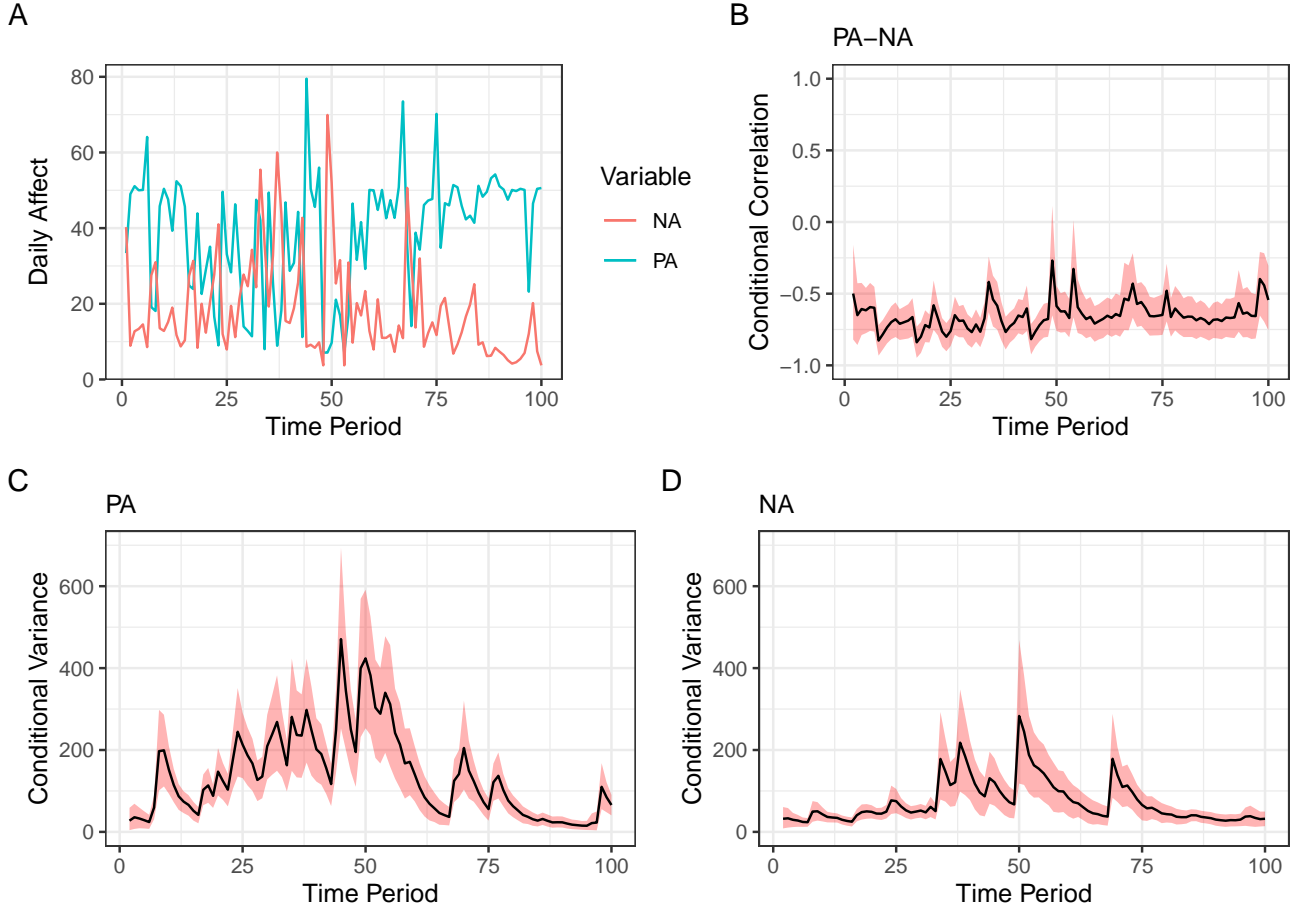 A
80
60
40
20
0
0 25 50 75 100
Daily Affect
Time Period
Variable
NA
PA
B
PA−NA
1.0
0.5
0.0
−0.5
−1.0
0 25 50 75 100
Conditional Correlation
Time Period
C
PA
600
400
200
0
0 25 50 75 100
Conditional Variance
Time Period
D
NA
600
400
200
0
0 25 50 75 100
Conditional Variance
Time Period